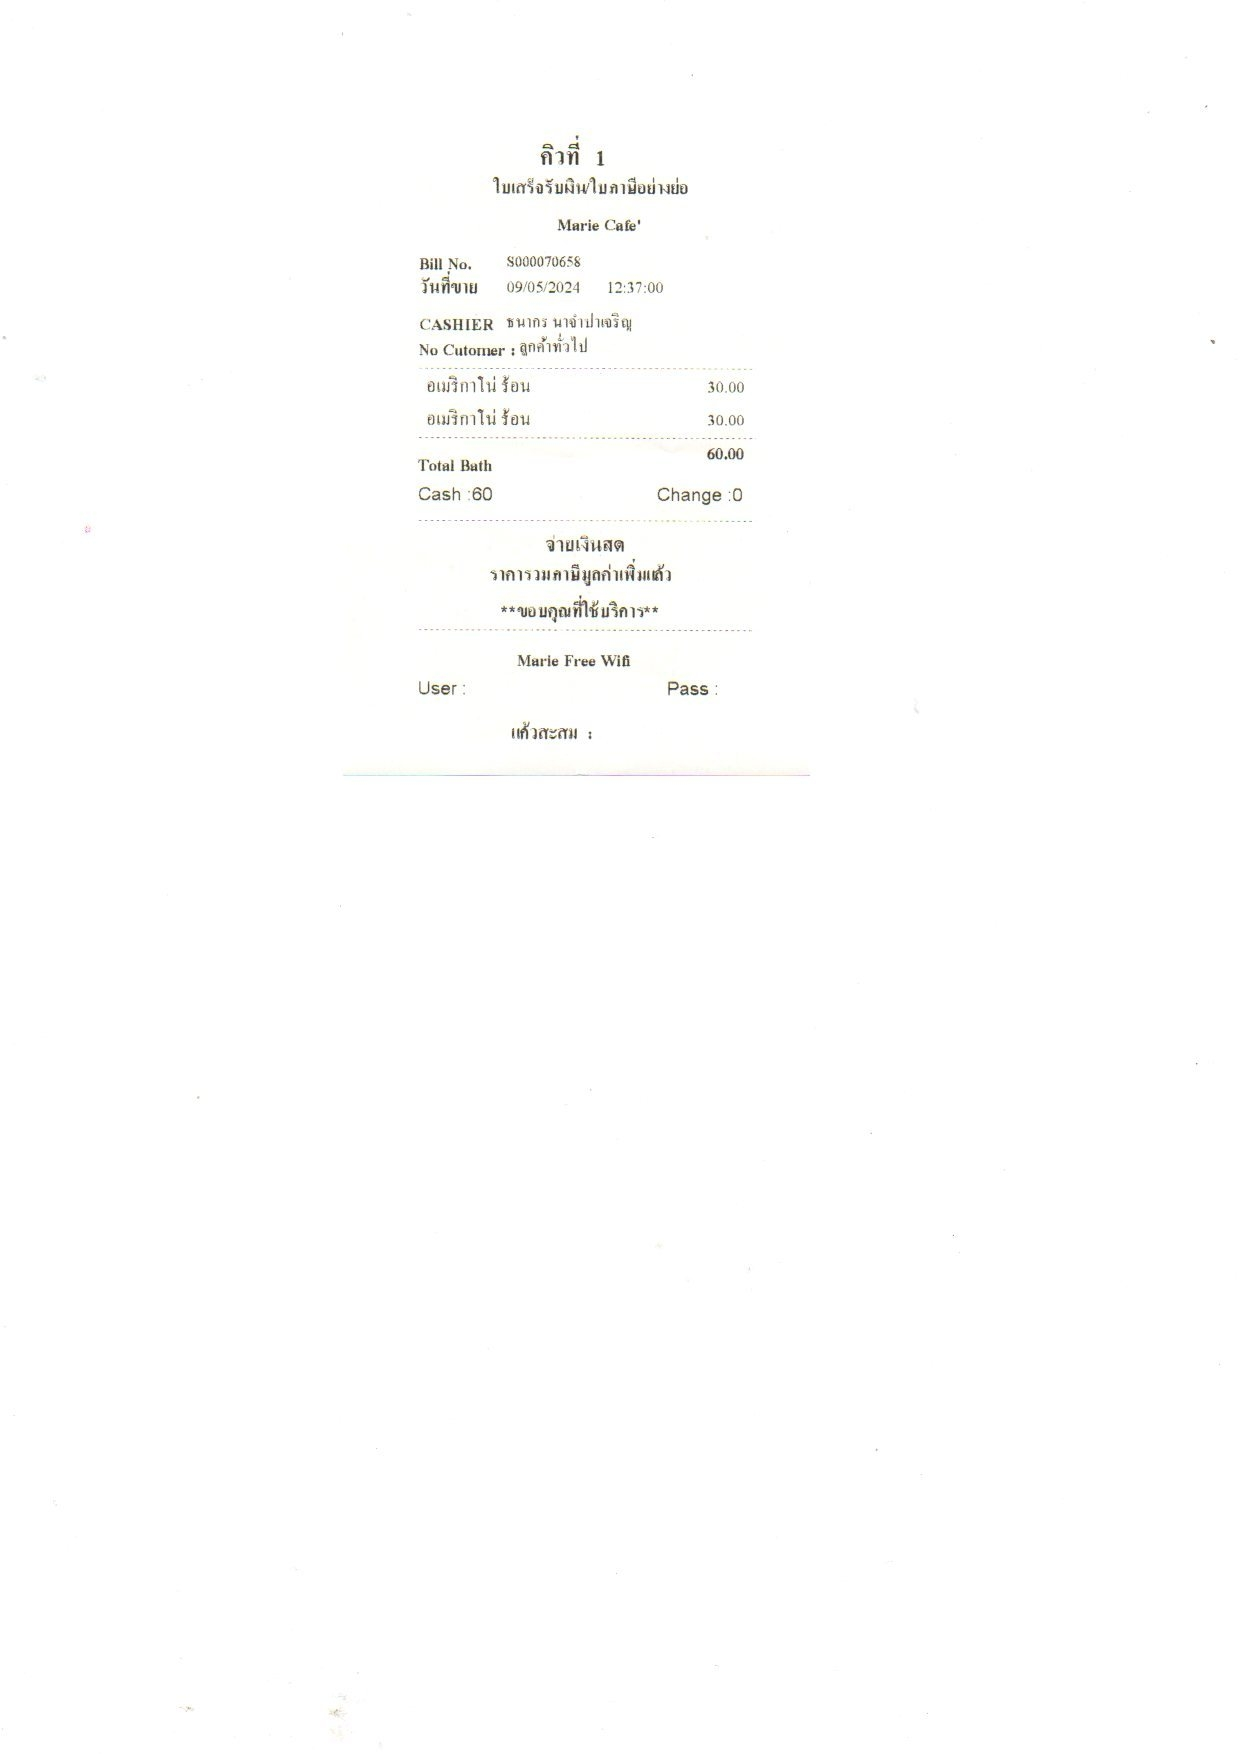 คิวที่ 1
ใบเสร็จรับเงิน/ใบภาษีอย่างย่อ
Marie Cafe'
Bill No. S000070658
วันที่ขาย 09/05/2024 12:37:00
CASHIER ธนากร นาจำปาเจริญ
No Cutomer : ลูกค้าทั่วไป
อเมริกาโน่ ร้อน 30.00
อเมริกาโน่ ร้อน 30.00
Total Bath 60.00
Cash :60 Change :0
จ่ายเงินสด
ราคารวมภาษีมูลค่าเพิ่มแล้ว
**ขอบคุณที่ใช้บริการ**
Marie Free Wifi
User : Pass :
แก้วสะสม :